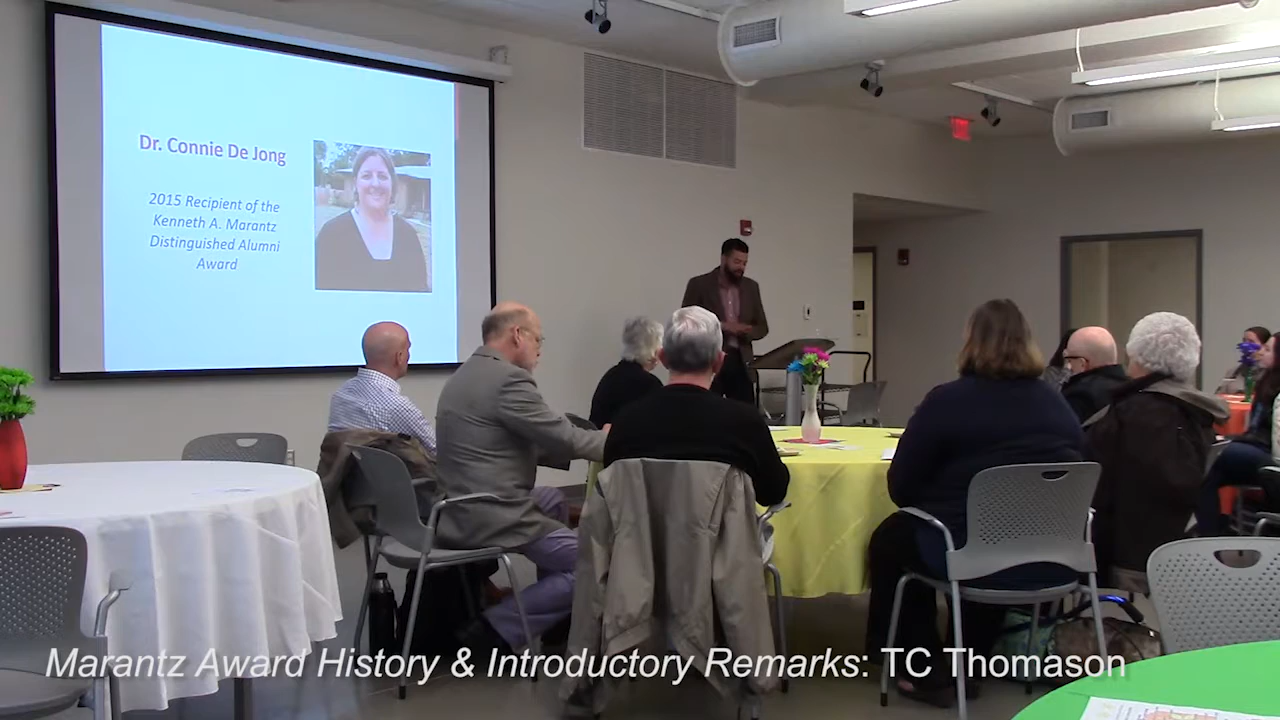 Dr. Connie De Jong
2015 Recipient of the
Kenneth A. Marantz
Distinguished Alumni
Award
Marantz Award History & Introductory Remarks: TC Thomason